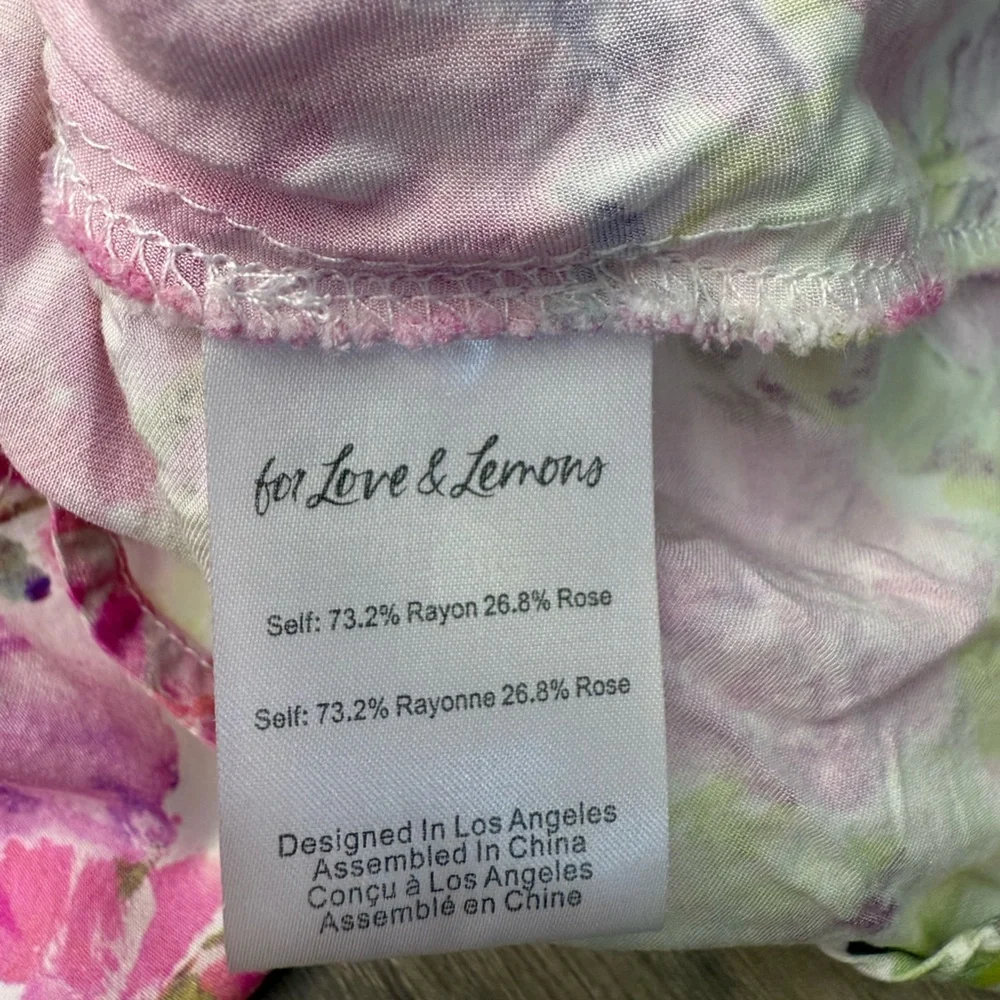 for Love & Lemons
Self: 73.2% Rayon 26.8% Rose
Self: 73.2% Rayonne 26.8% Rose
Designed In Los Angeles
Assembled In China
Conçu à Los Angeles
Assemblé en Chine